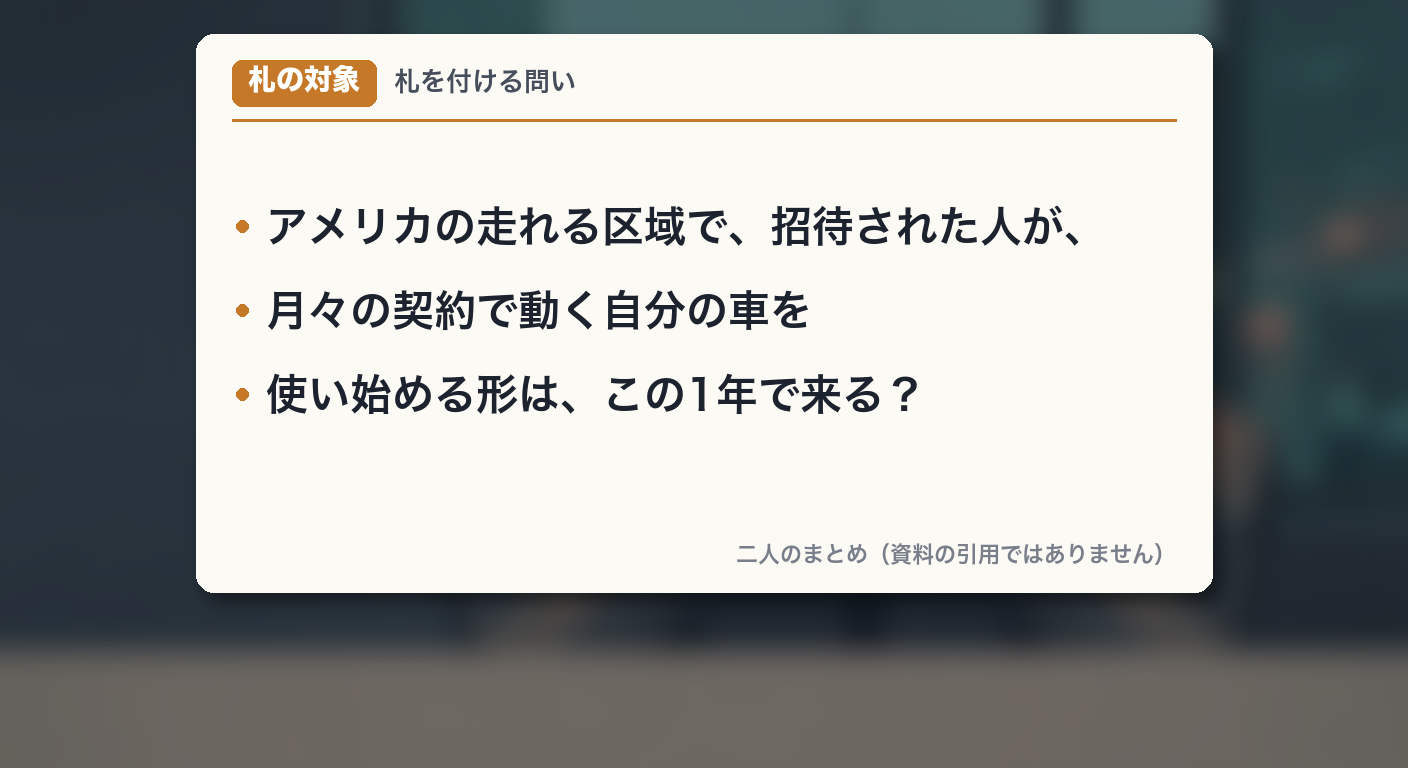 札の対象 札を付ける問い
• アメリカの走れる区域で、招待された人が、
• 月々の契約で動く自分の車を
• 使い始める形は、この1年で来る？
二人のまとめ（資料の引用ではありません）